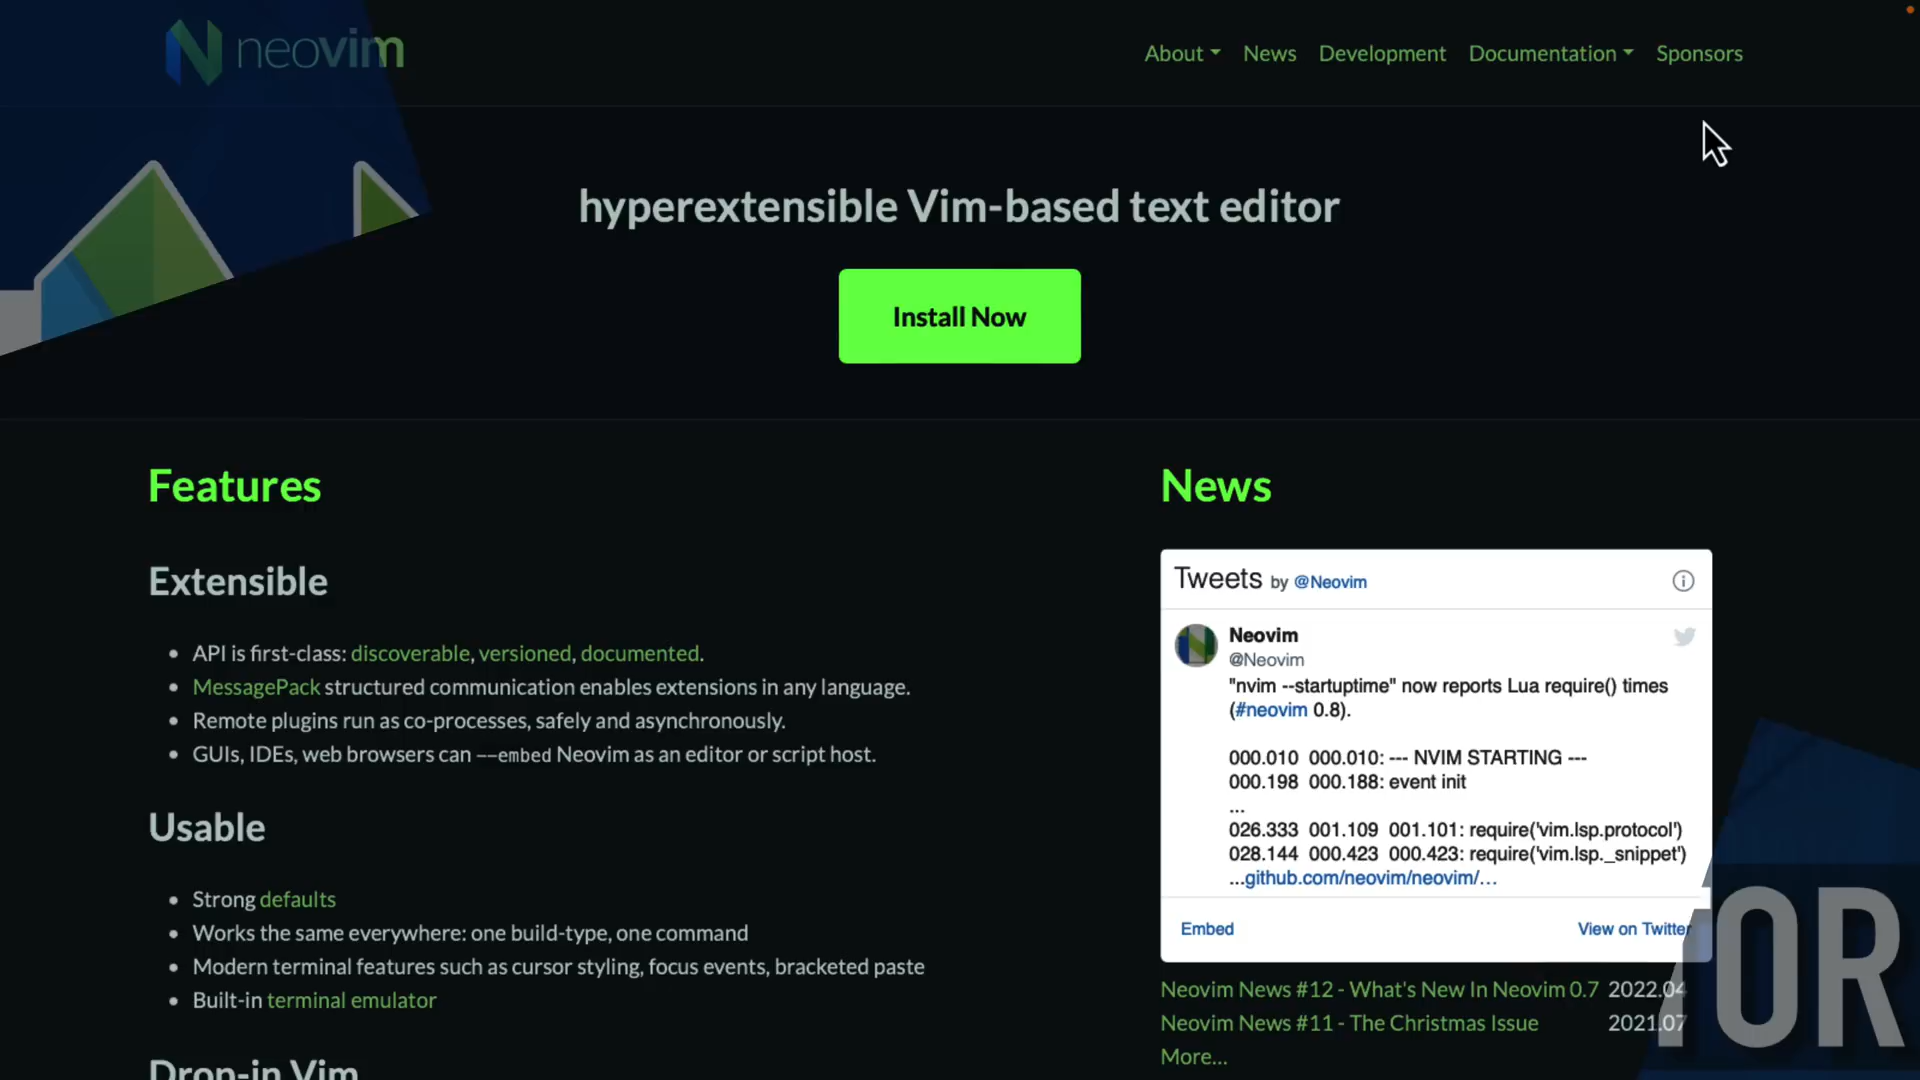 neovim
About News Development Documentation Sponsors
hyperextensible Vim-based text editor
Install Now
Features
Extensible
API is first-class: discoverable, versioned, documented.
MessagePack structured communication enables extensions in any language.
Remote plugins run as co-processes, safely and asynchronously.
GUIs, IDEs, web browsers can --embed Neovim as an editor or script host.
Usable
Strong defaults
Works the same everywhere: one build-type, one command
Modern terminal features such as cursor styling, focus events, bracketed paste
Built-in terminal emulator
Drop-in Vim
News
Tweets by @Neovim
Neovim
@Neovim
"nvim --startuptime" now reports Lua require() times
(#neovim 0.8).
000.010 000.010: --- NVIM STARTING ---
000.198 000.188: event init
...
026.333 001.109 001.101: require('vim.lsp.protocol')
028.144 000.423 000.423: require('vim.lsp._snippet')
...github.com/neovim/neovim/…
Embed View on Twitter
Neovim News #12 - What's New In Neovim 0.7 2022.04
Neovim News #11 - The Christmas Issue 2021.07
More...
TOR